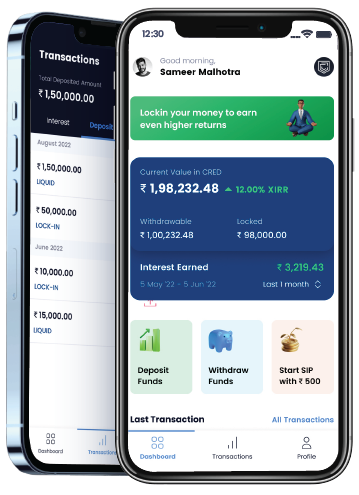 Transactions
Total Deposited Amount
₹ 1,50,000.00
Interest
August 2022
₹ 1,50,000.00
LIQUID
₹ 50,000.00
LOCK-IN
June 2022
₹ 10,000.00
LOCK-IN
₹ 15,000.00
LIQUID
Dashboard
12:30
Good morning,
Sameer Malhotra
Lockin your money to earn
even higher returns
Current Value in CRED
₹ 1,98,232.48 12.00% XIRR
Withdrawable Locked
₹ 1,00,232.48 ₹ 98,000.00
Interest Earned ₹ 3,219.43
5 May '22 - 5 Jun '22 Last 1 month
Deposit
Funds
Withdraw
Funds
Start SIP
with ₹ 500
Last Transaction All Transactions
Dashboard Transactions Profile